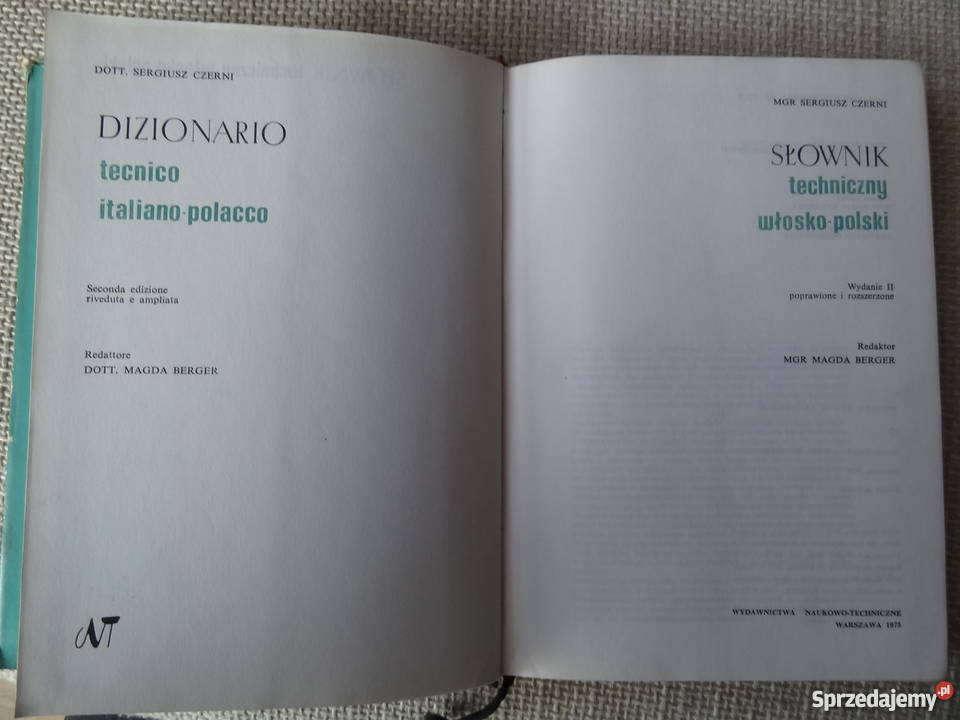 DOTT. SERGIUSZ CZERNI
DIZIONARIO
tecnico
italiano-polacco
Seconda edizione
riveduta e ampliata
Redattore
DOTT. MAGDA BERGER
MGR SERGIUSZ CZERNI
SŁOWNIK
techniczny
włosko-polski
Wydanie II
poprawione i rozszerzone
Redaktor
MGR MAGDA BERGER
WYDAWNICTWA NAUKOWO-TECHNICZNE
WARSZAWA 1975
Sprzedajemy.pl